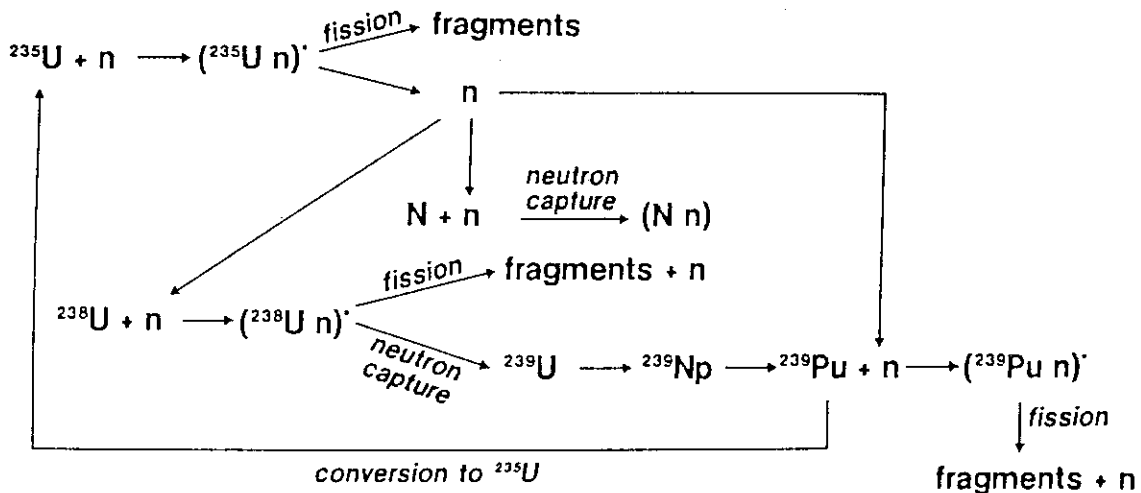 fission fragments
²³⁵U + n ⟶ (²³⁵U n)*
n
neutron
capture
N + n ⟶ (N n)
fission fragments + n
²³⁸U + n ⟶ (²³⁸U n)*
neutron
capture
²³⁹U ⟶ ²³⁹Np ⟶ ²³⁹Pu + n ⟶ (²³⁹Pu n)*
fission
conversion to ²³⁵U
fragments + n